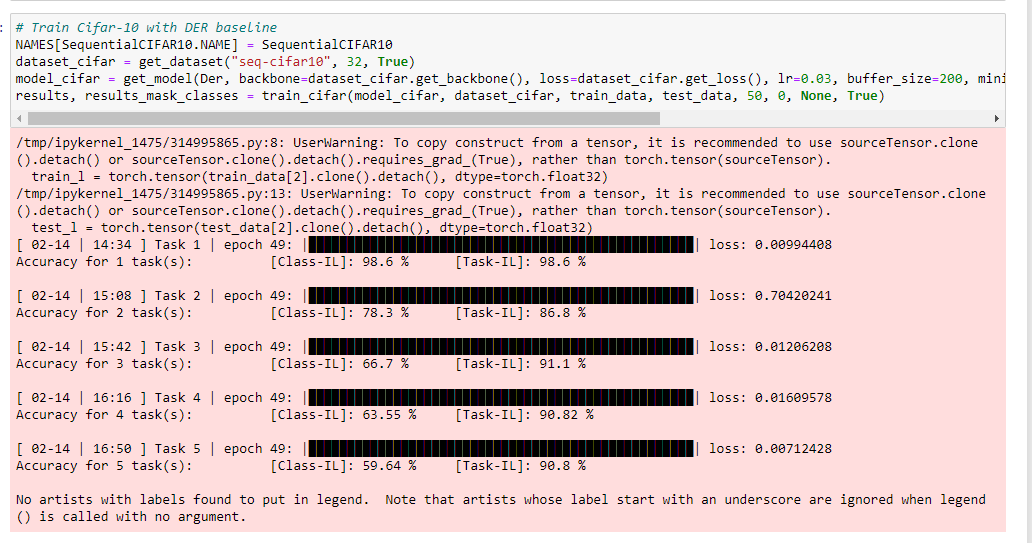 :
# Train Cifar-10 with DER baseline
NAMES[SequentialCIFAR10.NAME] = SequentialCIFAR10
dataset_cifar = get_dataset("seq-cifar10", 32, True)
model_cifar = get_model(Der, backbone=dataset_cifar.get_backbone(), loss=dataset_cifar.get_loss(), lr=0.03, buffer_size=200, mini
results, results_mask_classes = train_cifar(model_cifar, dataset_cifar, train_data, test_data, 50, 0, None, True)
/tmp/ipykernel_1475/314995865.py:8: UserWarning: To copy construct from a tensor, it is recommended to use sourceTensor.clone
().detach() or sourceTensor.clone().detach().requires_grad_(True), rather than torch.tensor(sourceTensor).
train_l = torch.tensor(train_data[2].clone().detach(), dtype=torch.float32)
/tmp/ipykernel_1475/314995865.py:13: UserWarning: To copy construct from a tensor, it is recommended to use sourceTensor.clone
().detach() or sourceTensor.clone().detach().requires_grad_(True), rather than torch.tensor(sourceTensor).
test_l = torch.tensor(test_data[2].clone().detach(), dtype=torch.float32)
[ 02-14 | 14:34 ] Task 1 | epoch 49: | | loss: 0.00994408
Accuracy for 1 task(s): [Class-IL]: 98.6 % [Task-IL]: 98.6 %
[ 02-14 | 15:08 ] Task 2 | epoch 49: | | loss: 0.70420241
Accuracy for 2 task(s): [Class-IL]: 78.3 % [Task-IL]: 86.8 %
[ 02-14 | 15:42 ] Task 3 | epoch 49: | | loss: 0.01206208
Accuracy for 3 task(s): [Class-IL]: 66.7 % [Task-IL]: 91.1 %
[ 02-14 | 16:16 ] Task 4 | epoch 49: | | loss: 0.01609578
Accuracy for 4 task(s): [Class-IL]: 63.55 % [Task-IL]: 90.82 %
[ 02-14 | 16:50 ] Task 5 | epoch 49: | | loss: 0.00712428
Accuracy for 5 task(s): [Class-IL]: 59.64 % [Task-IL]: 90.8 %
No artists with labels found to put in legend.  Note that artists whose label start with an underscore are ignored when legend
() is called with no argument.